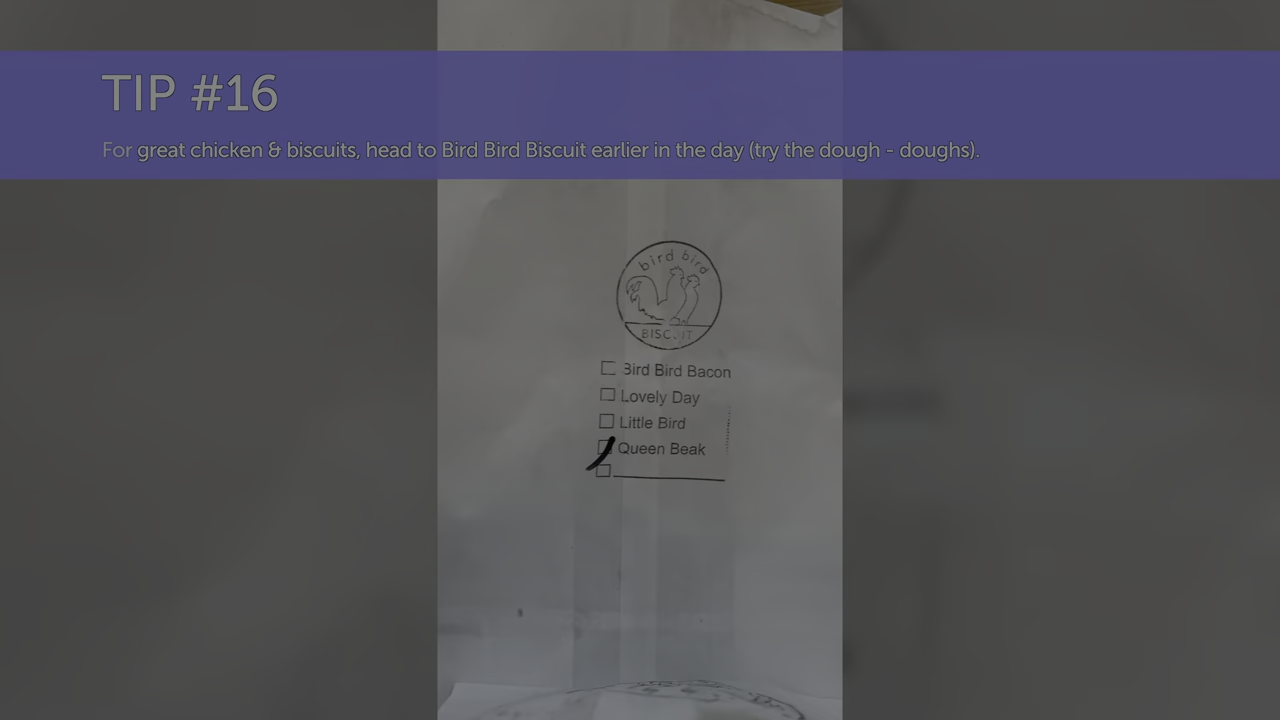 TIP #16
For great chicken & biscuits, head to Bird Bird Biscuit earlier in the day (try the dough - doughs).
bird bird
BISCUIT
Bird Bird Bacon
Lovely Day
Little Bird
Queen Beak